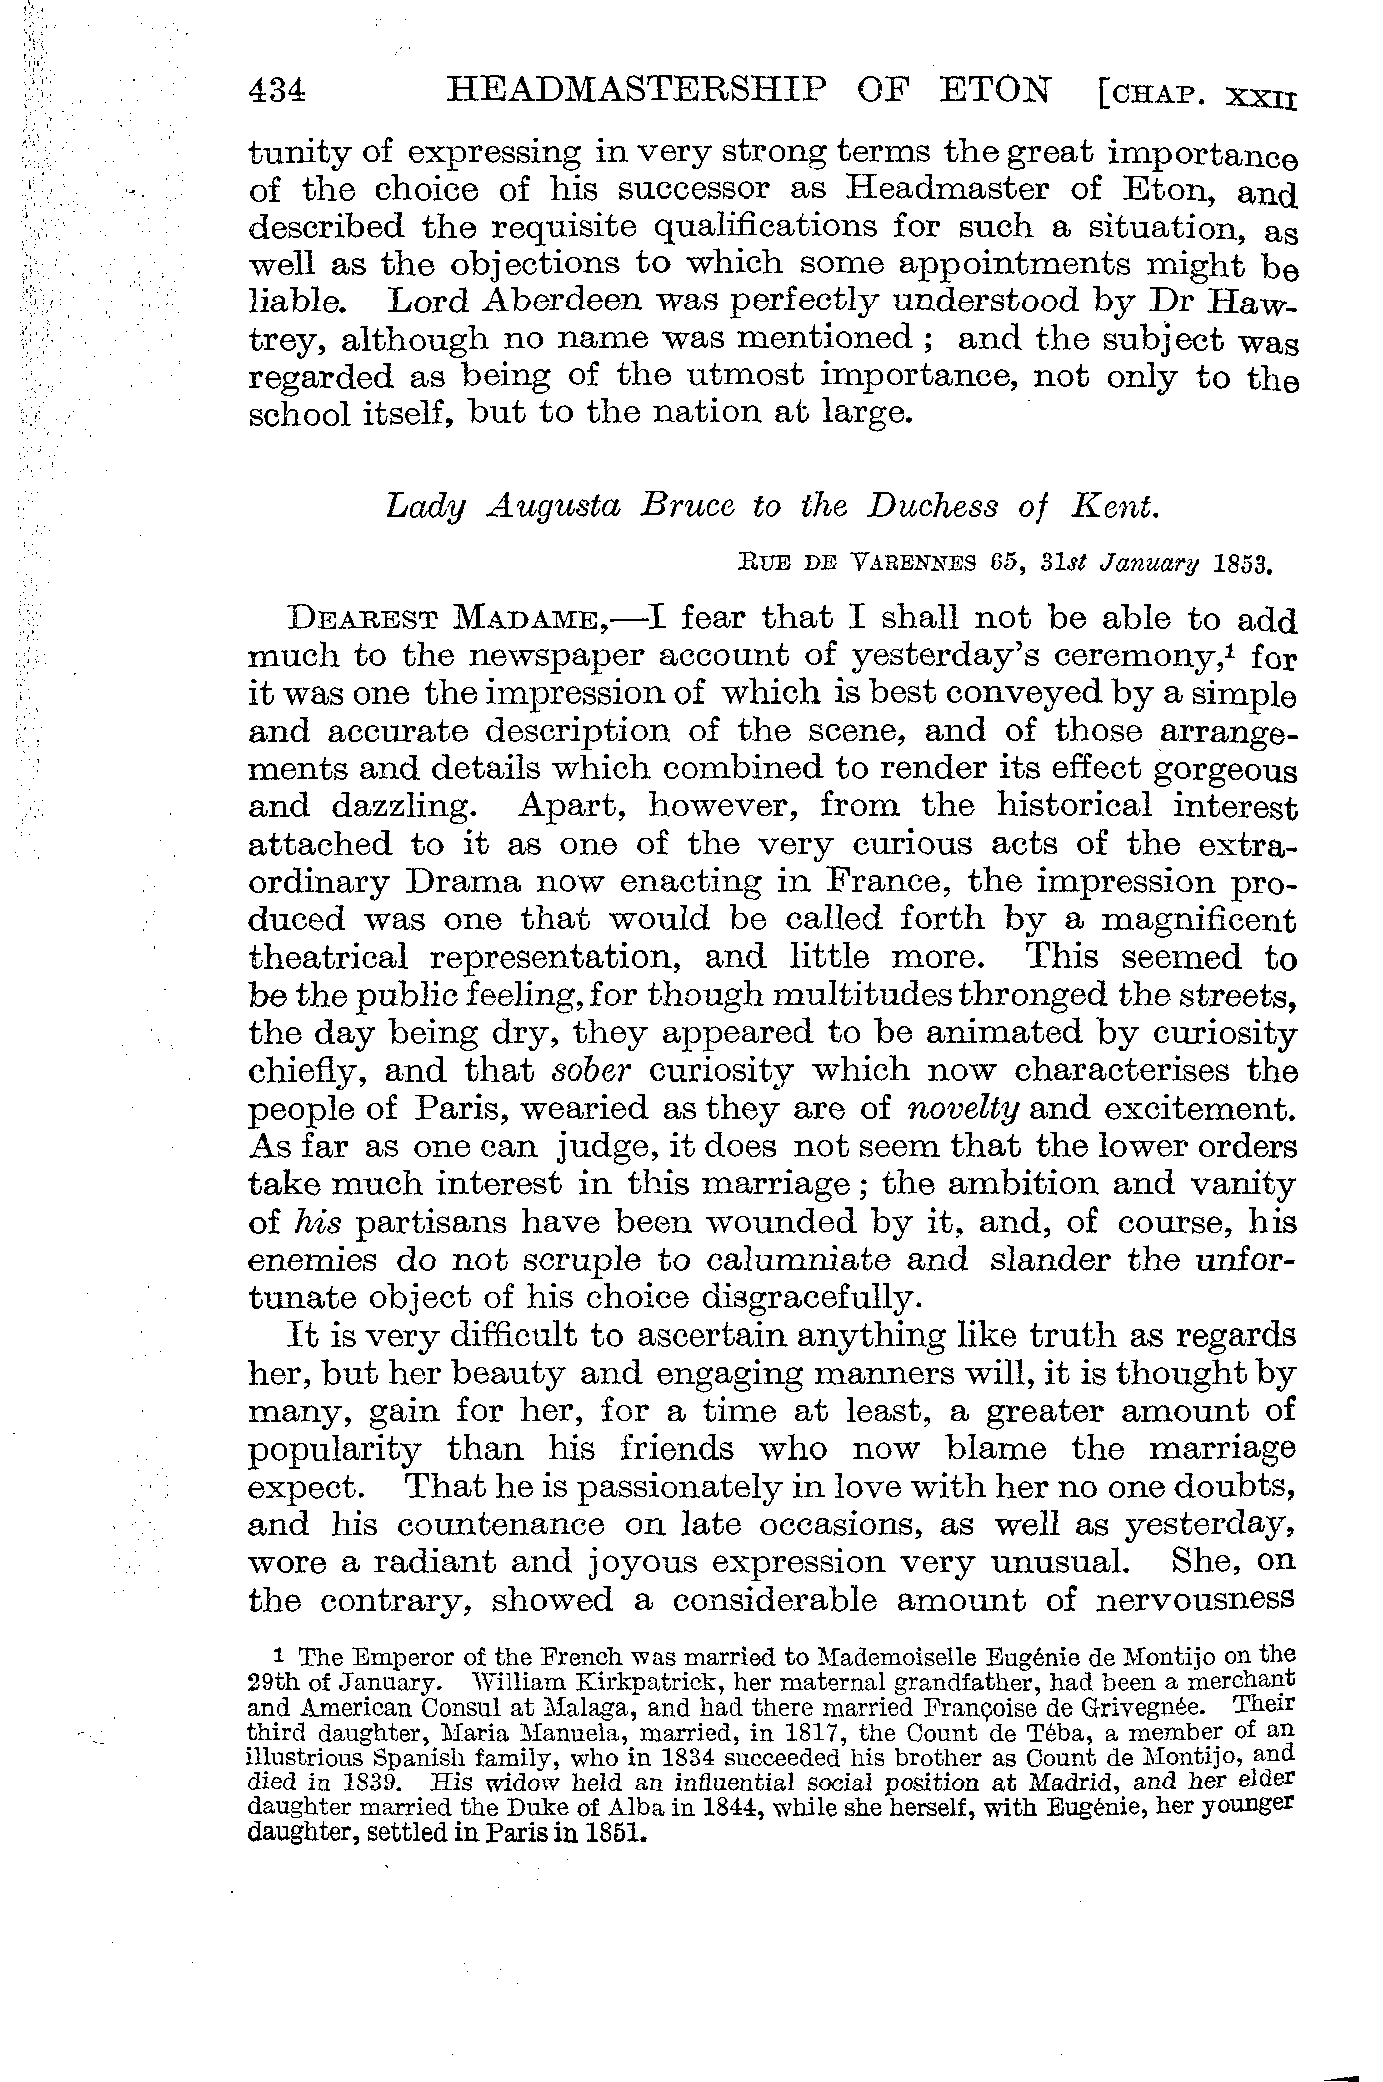 434 HEADMASTERSHIP OF ETON [CHAP. XXII
tunity of expressing in very strong terms the great importance
of the choice of his successor as Headmaster of Eton, and
described the requisite qualifications for such a situation, as
well as the objections to which some appointments might be
liable. Lord Aberdeen was perfectly understood by Dr Haw-
trey, although no name was mentioned ; and the subject was
regarded as being of the utmost importance, not only to the
school itself, but to the nation at large.
Lady Augusta Bruce to the Duchess of Kent.
RUE DE VARENNES 65, 31st January 1853.
DEAREST MADAME,—I fear that I shall not be able to add
much to the newspaper account of yesterday's ceremony,¹ for
it was one the impression of which is best conveyed by a simple
and accurate description of the scene, and of those arrange-
ments and details which combined to render its effect gorgeous
and dazzling. Apart, however, from the historical interest
attached to it as one of the very curious acts of the extra-
ordinary Drama now enacting in France, the impression pro-
duced was one that would be called forth by a magnificent
theatrical representation, and little more. This seemed to
be the public feeling, for though multitudes thronged the streets,
the day being dry, they appeared to be animated by curiosity
chiefly, and that sober curiosity which now characterises the
people of Paris, wearied as they are of novelty and excitement.
As far as one can judge, it does not seem that the lower orders
take much interest in this marriage ; the ambition and vanity
of his partisans have been wounded by it, and, of course, his
enemies do not scruple to calumniate and slander the unfor-
tunate object of his choice disgracefully.
It is very difficult to ascertain anything like truth as regards
her, but her beauty and engaging manners will, it is thought by
many, gain for her, for a time at least, a greater amount of
popularity than his friends who now blame the marriage
expect. That he is passionately in love with her no one doubts,
and his countenance on late occasions, as well as yesterday,
wore a radiant and joyous expression very unusual. She, on
the contrary, showed a considerable amount of nervousness
1 The Emperor of the French was married to Mademoiselle Eugénie de Montijo on the
29th of January. William Kirkpatrick, her maternal grandfather, had been a merchant
and American Consul at Malaga, and had there married Françoise de Grivegnée. Their
third daughter, Maria Manuela, married, in 1817, the Count de Téba, a member of an
illustrious Spanish family, who in 1834 succeeded his brother as Count de Montijo, and
died in 1839. His widow held an influential social position at Madrid, and her elder
daughter married the Duke of Alba in 1844, while she herself, with Eugénie, her younger
daughter, settled in Paris in 1851.